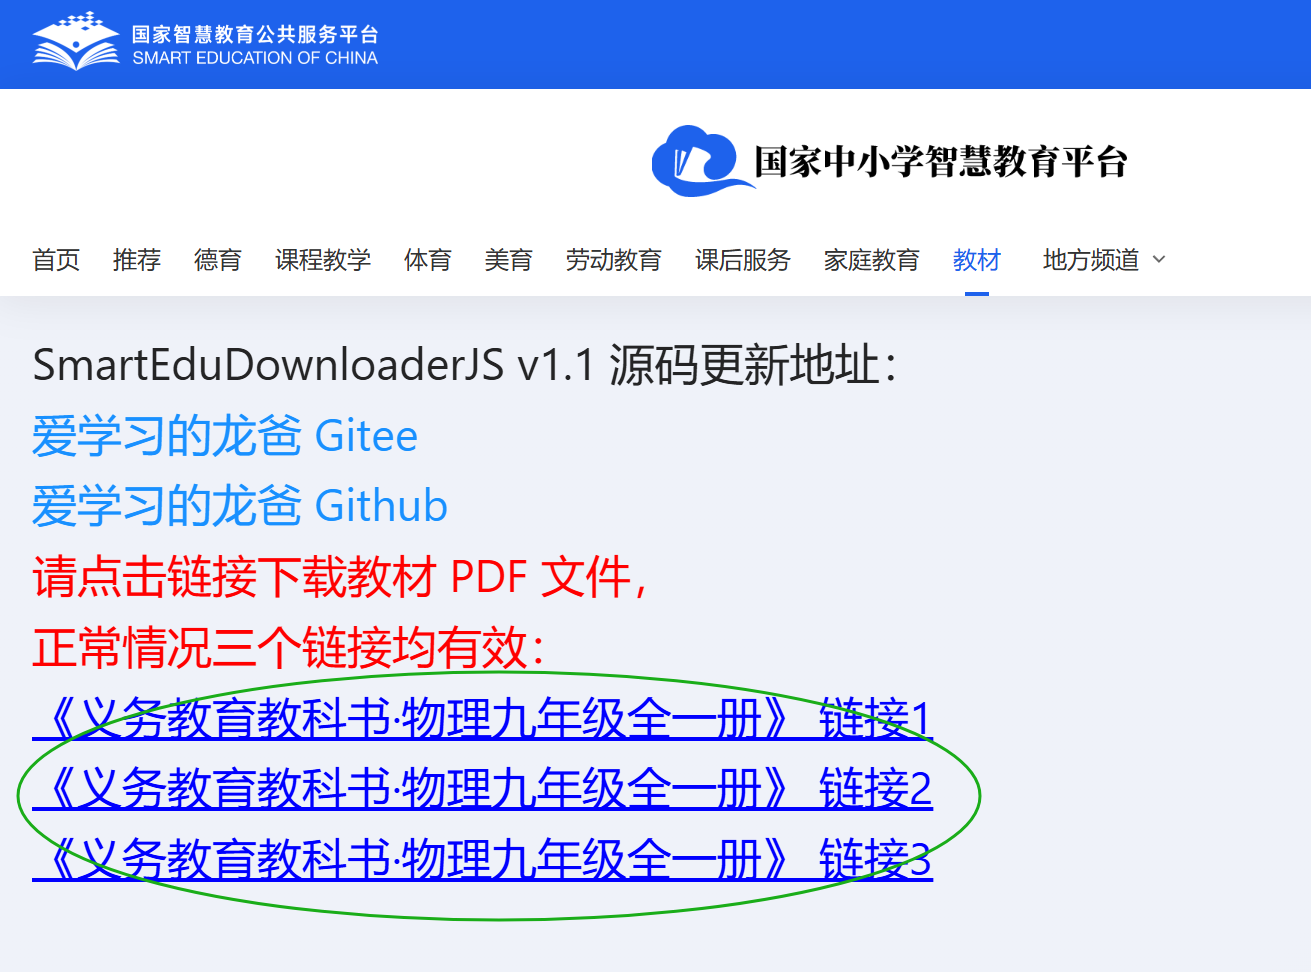 国家智慧教育公共服务平台
SMART EDUCATION OF CHINA
国家中小学智慧教育平台
首页 推荐 德育 课程教学 体育 美育 劳动教育 课后服务 家庭教育 教材 地方频道
SmartEduDownloaderJS v1.1 源码更新地址：
爱学习的龙爸 Gitee
爱学习的龙爸 Github
请点击链接下载教材 PDF 文件，
正常情况三个链接均有效：
《义务教育教科书·物理九年级全一册》 链接1
《义务教育教科书·物理九年级全一册》 链接2
《义务教育教科书·物理九年级全一册》 链接3